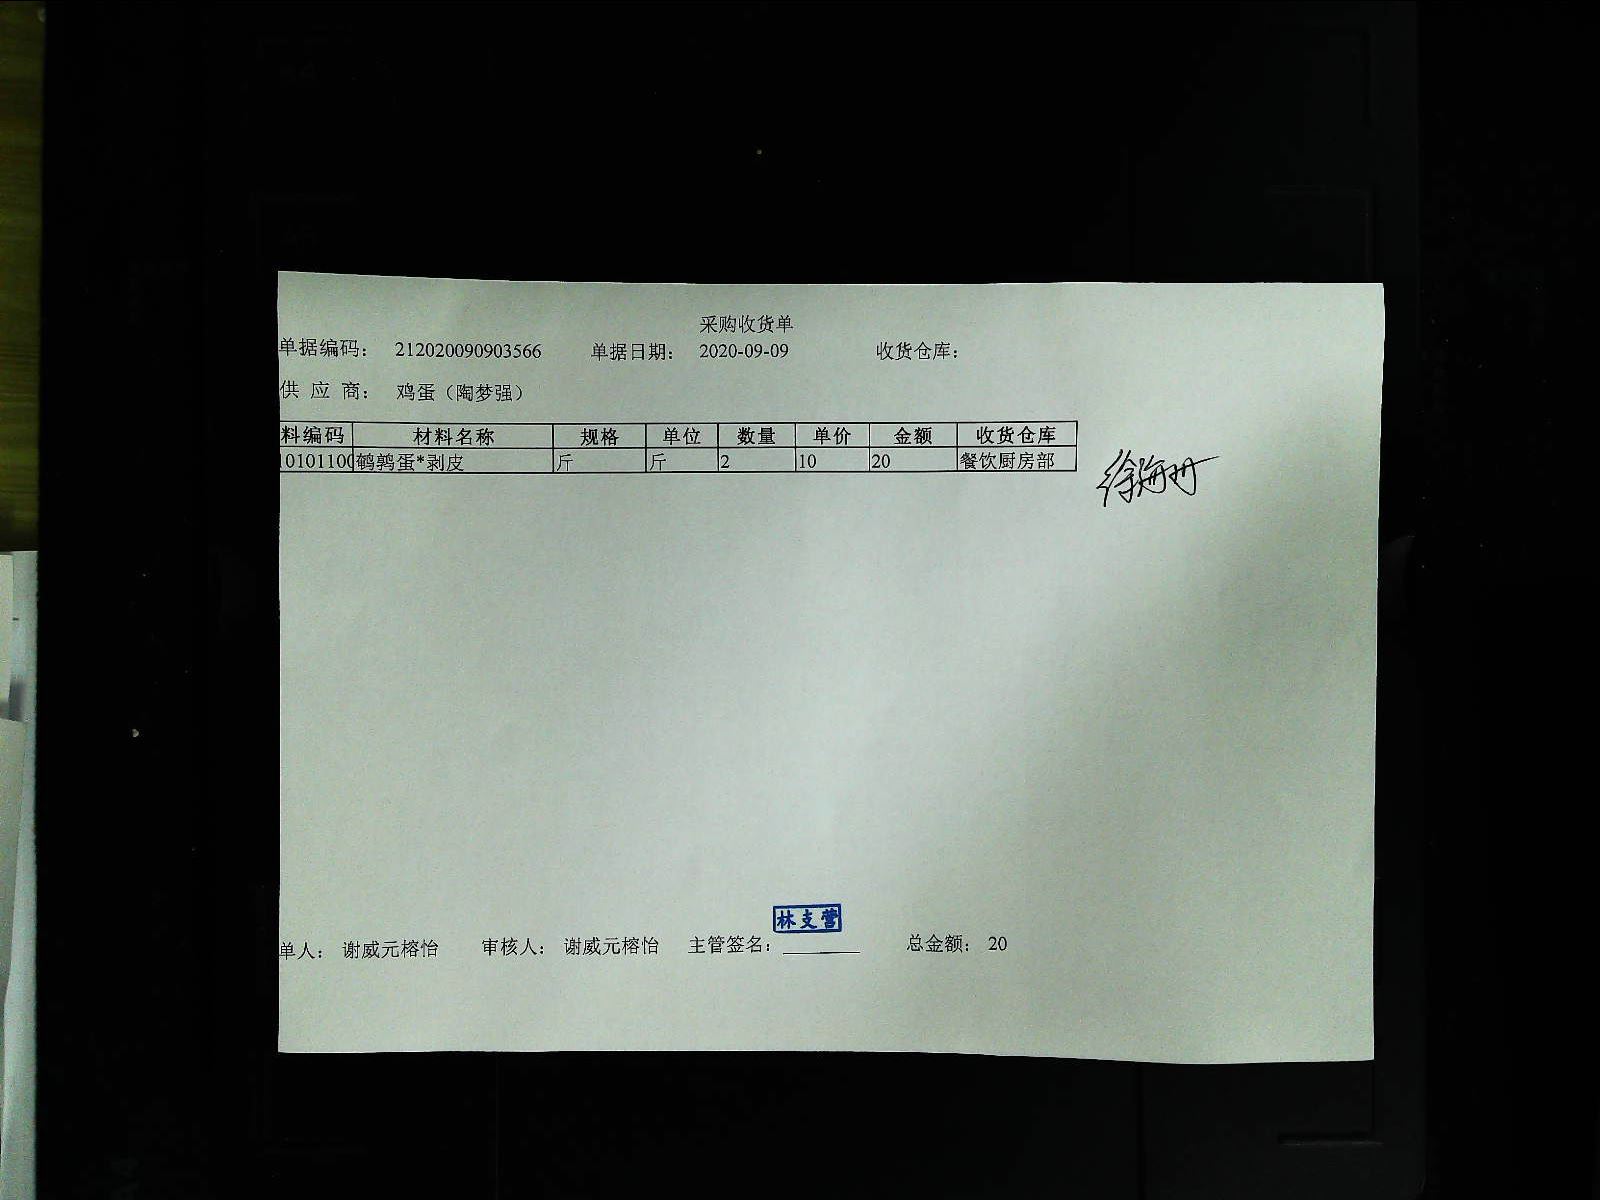 采购收货单
单据编码： 212020090903566 单据日期： 2020-09-09 收货仓库：
供 应 商： 鸡蛋（陶梦强）
料编码 材料名称 规格 单位 数量 单价 金额 收货仓库
10101100 鹌鹑蛋*剥皮 斤 斤 2 10 20 餐饮厨房部
林支营
单人： 谢威元榕怡 审核人： 谢威元榕怡 主管签名： 总金额： 20